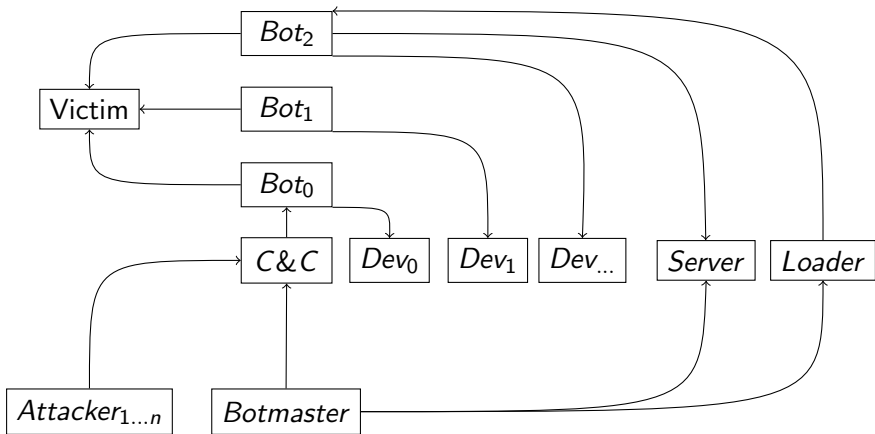 Bot₂
Victim
Bot₁
Bot₀
C&C
Dev₀
Dev₁
Dev...
Server
Loader
Attacker₁...ₙ
Botmaster